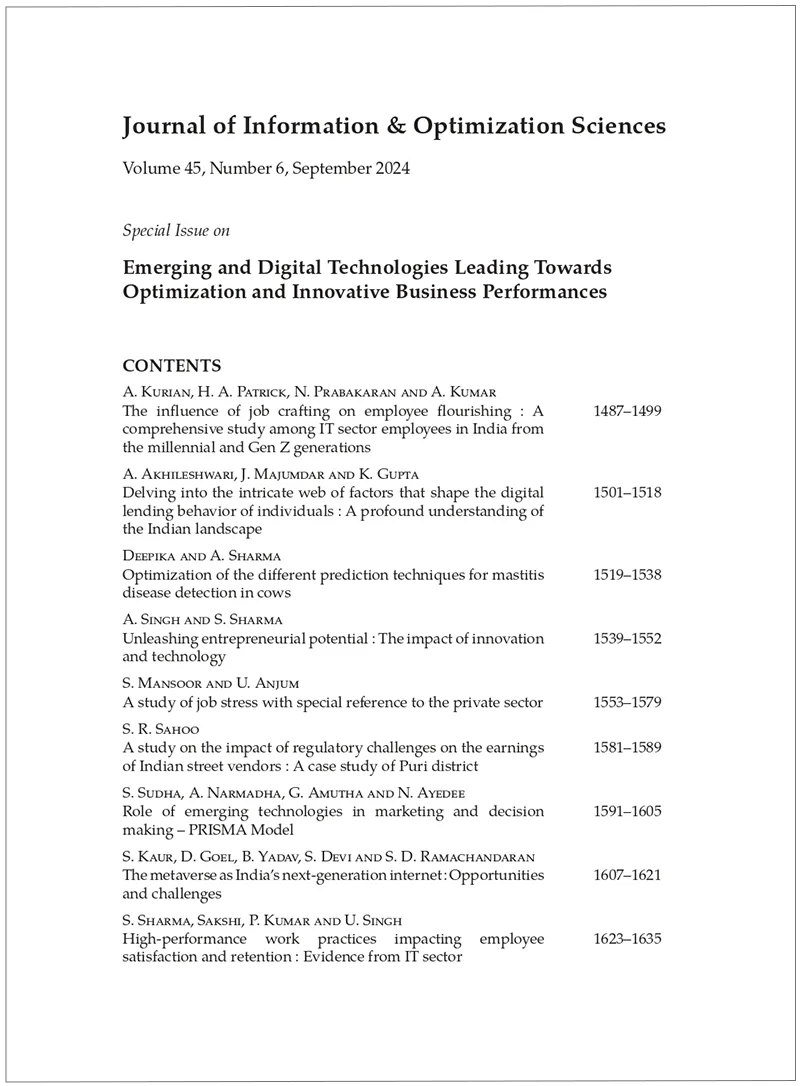 Journal of Information & Optimization Sciences
Volume 45, Number 6, September 2024
Special Issue on
Emerging and Digital Technologies Leading Towards
Optimization and Innovative Business Performances
CONTENTS
A. Kurian, H. A. Patrick, N. Prabakaran and A. Kumar
The influence of job crafting on employee flourishing : A 1487–1499
comprehensive study among IT sector employees in India from
the millennial and Gen Z generations
A. Akhileshwari, J. Majumdar and K. Gupta
Delving into the intricate web of factors that shape the digital 1501–1518
lending behavior of individuals : A profound understanding of
the Indian landscape
Deepika and A. Sharma
Optimization of the different prediction techniques for mastitis 1519–1538
disease detection in cows
A. Singh and S. Sharma
Unleashing entrepreneurial potential : The impact of innovation 1539–1552
and technology
S. Mansoor and U. Anjum
A study of job stress with special reference to the private sector 1553–1579
S. R. Sahoo
A study on the impact of regulatory challenges on the earnings 1581–1589
of Indian street vendors : A case study of Puri district
S. Sudha, A. Narmadha, G. Amutha and N. Ayedee
Role of emerging technologies in marketing and decision 1591–1605
making – PRISMA Model
S. Kaur, D. Goel, B. Yadav, S. Devi and S. D. Ramachandaran
The metaverse as India's next-generation internet : Opportunities 1607–1621
and challenges
S. Sharma, Sakshi, P. Kumar and U. Singh
High-performance work practices impacting employee 1623–1635
satisfaction and retention : Evidence from IT sector